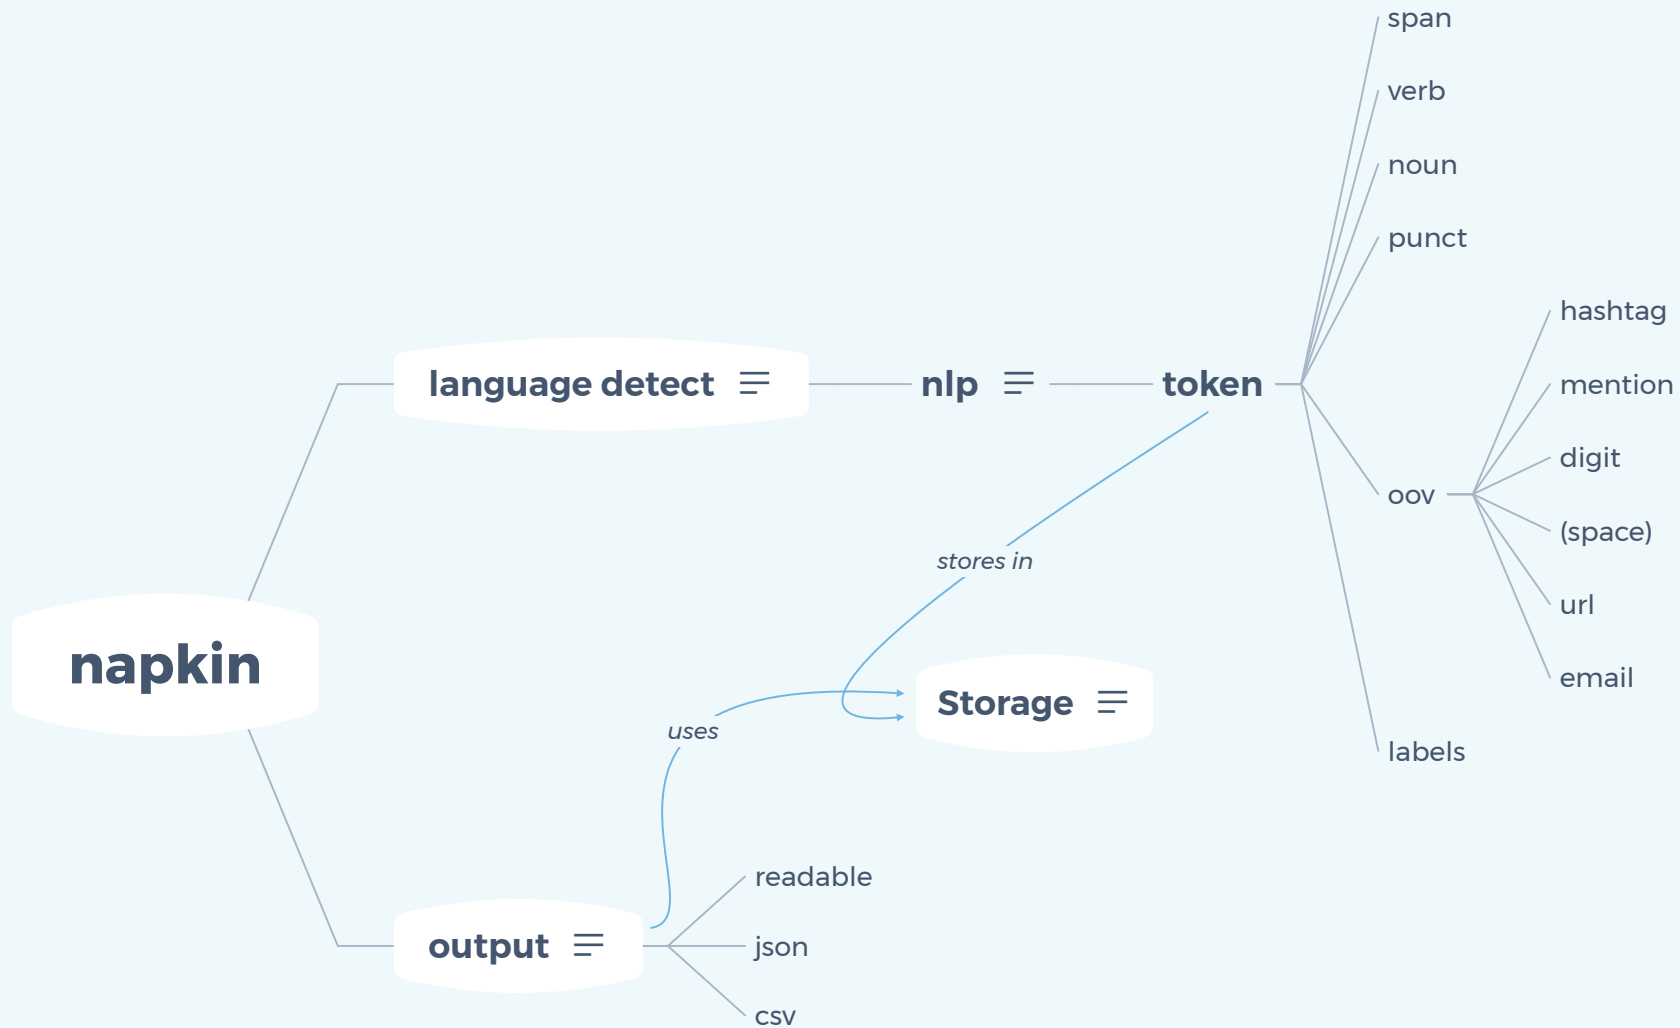 span
verb
noun
punct
hashtag
language detect
nlp
token
mention
digit
oov
(space)
stores in
url
napkin
email
Storage
uses
labels
readable
output
json
csv